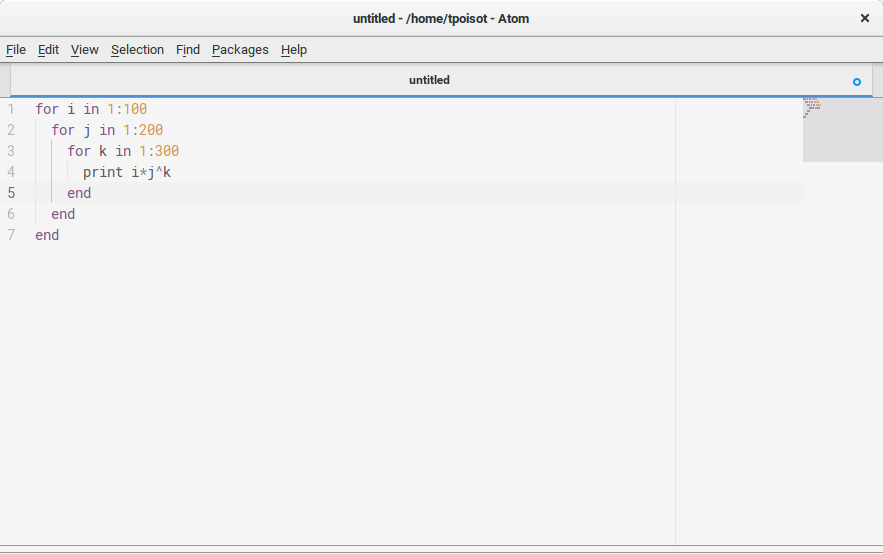 untitled - /home/tpoisot - Atom
File Edit View Selection Find Packages Help
untitled
1 for i in 1:100
2   for j in 1:200
3     for k in 1:300
4       print i*j^k
5     end
6   end
7 end